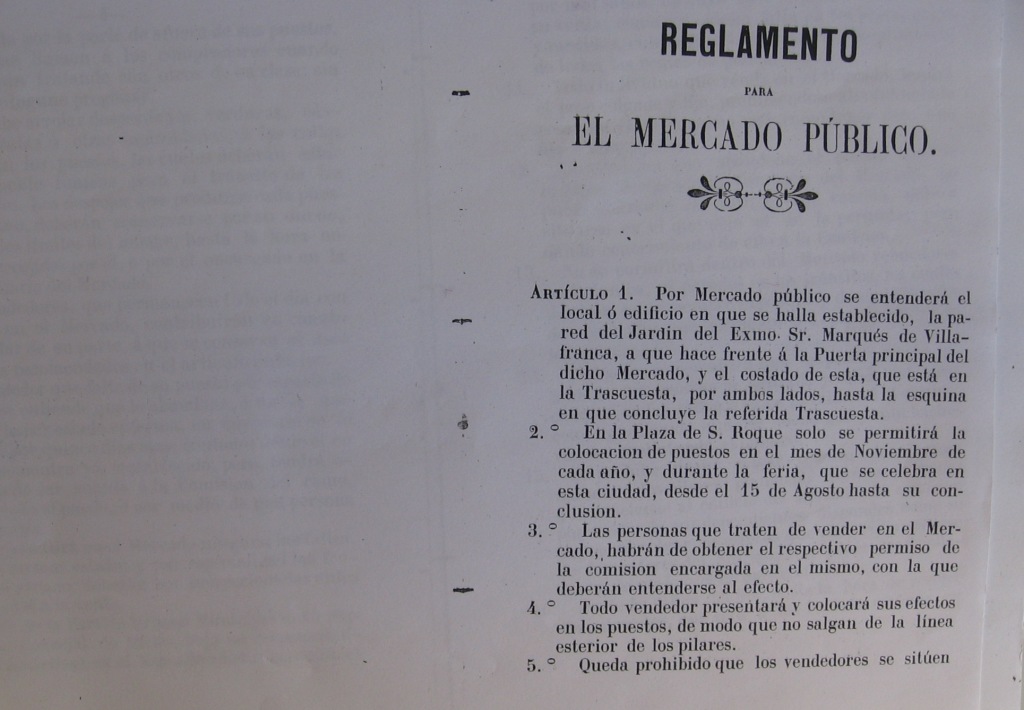 REGLAMENTO
PARA
EL MERCADO PÚBLICO.
ARTÍCULO 1. Por Mercado público se entenderá el
local ó edificio en que se halla establecido, la pa-
red del Jardin del Exmo. Sr. Marqués de Villa-
franca, a que hace frente á la Puerta principal del
dicho Mercado, y el costado de esta, que está en
la Trascuesta, por ambos lados, hasta la esquina
en que concluye la referida Trascuesta.
2.º En la Plaza de S. Roque solo se permitirá la
colocacion de puestos en el mes de Noviembre de
cada año, y durante la feria, que se celebra en
esta ciudad, desde el 15 de Agosto hasta su con-
clusion.
3.º Las personas que traten de vender en el Mer-
cado, habrán de obtener el respectivo permiso de
la comision encargada en el mismo, con la que
deberán entenderse al efecto.
4.º Todo vendedor presentará y colocará sus efectos
en los puestos, de modo que no salgan de la línea
esterior de los pilares.
5.º Queda prohibido que los vendedores se sitúen